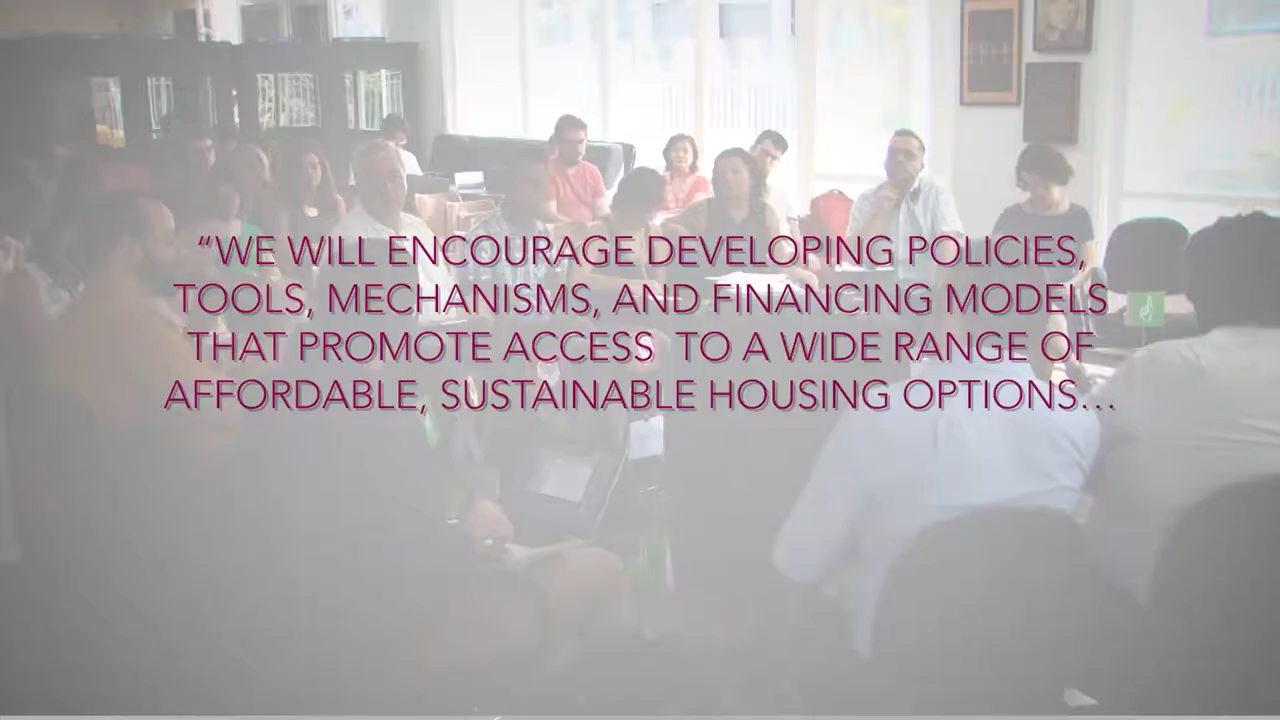 “WE WILL ENCOURAGE DEVELOPING POLICIES,
TOOLS, MECHANISMS, AND FINANCING MODELS
THAT PROMOTE ACCESS TO A WIDE RANGE OF
AFFORDABLE, SUSTAINABLE HOUSING OPTIONS…